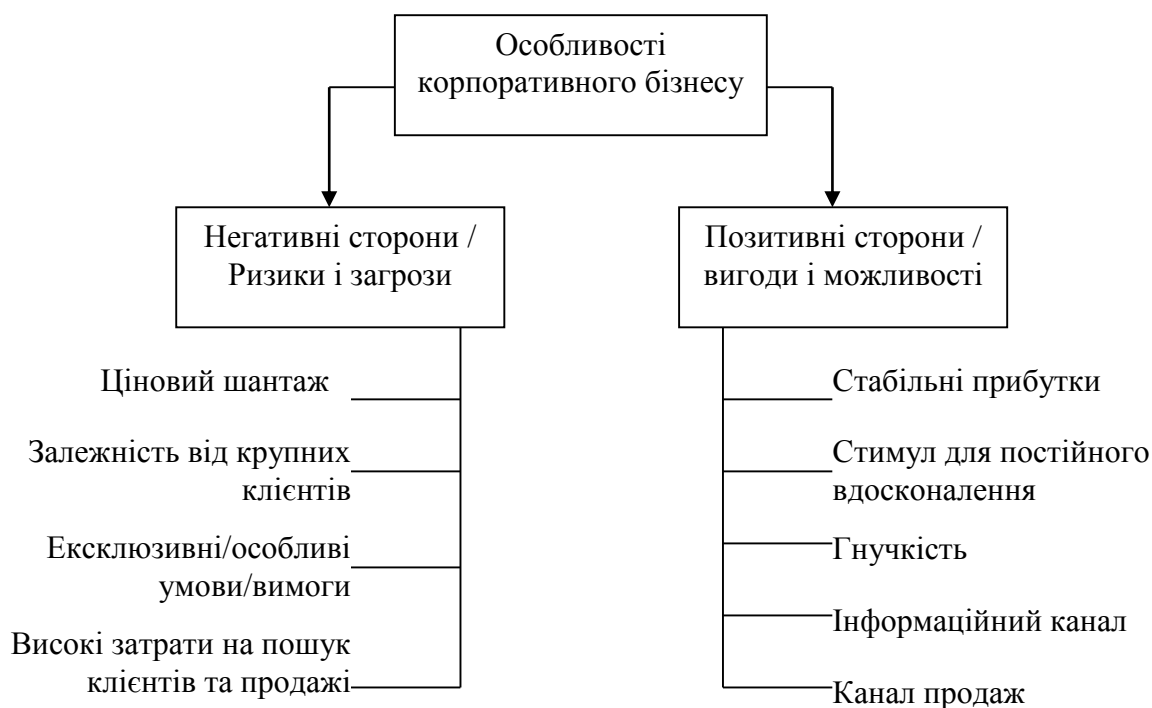 Особливості
корпоративного бізнесу
Негативні сторони /
Ризики і загрози
Ціновий шантаж
Залежність від крупних
клієнтів
Ексклюзивні/особливі
умови/вимоги
Високі затрати на пошук
клієнтів та продажі
Позитивні сторони /
вигоди і можливості
Стабільні прибутки
Стимул для постійного
вдосконалення
Гнучкість
Інформаційний канал
Канал продаж